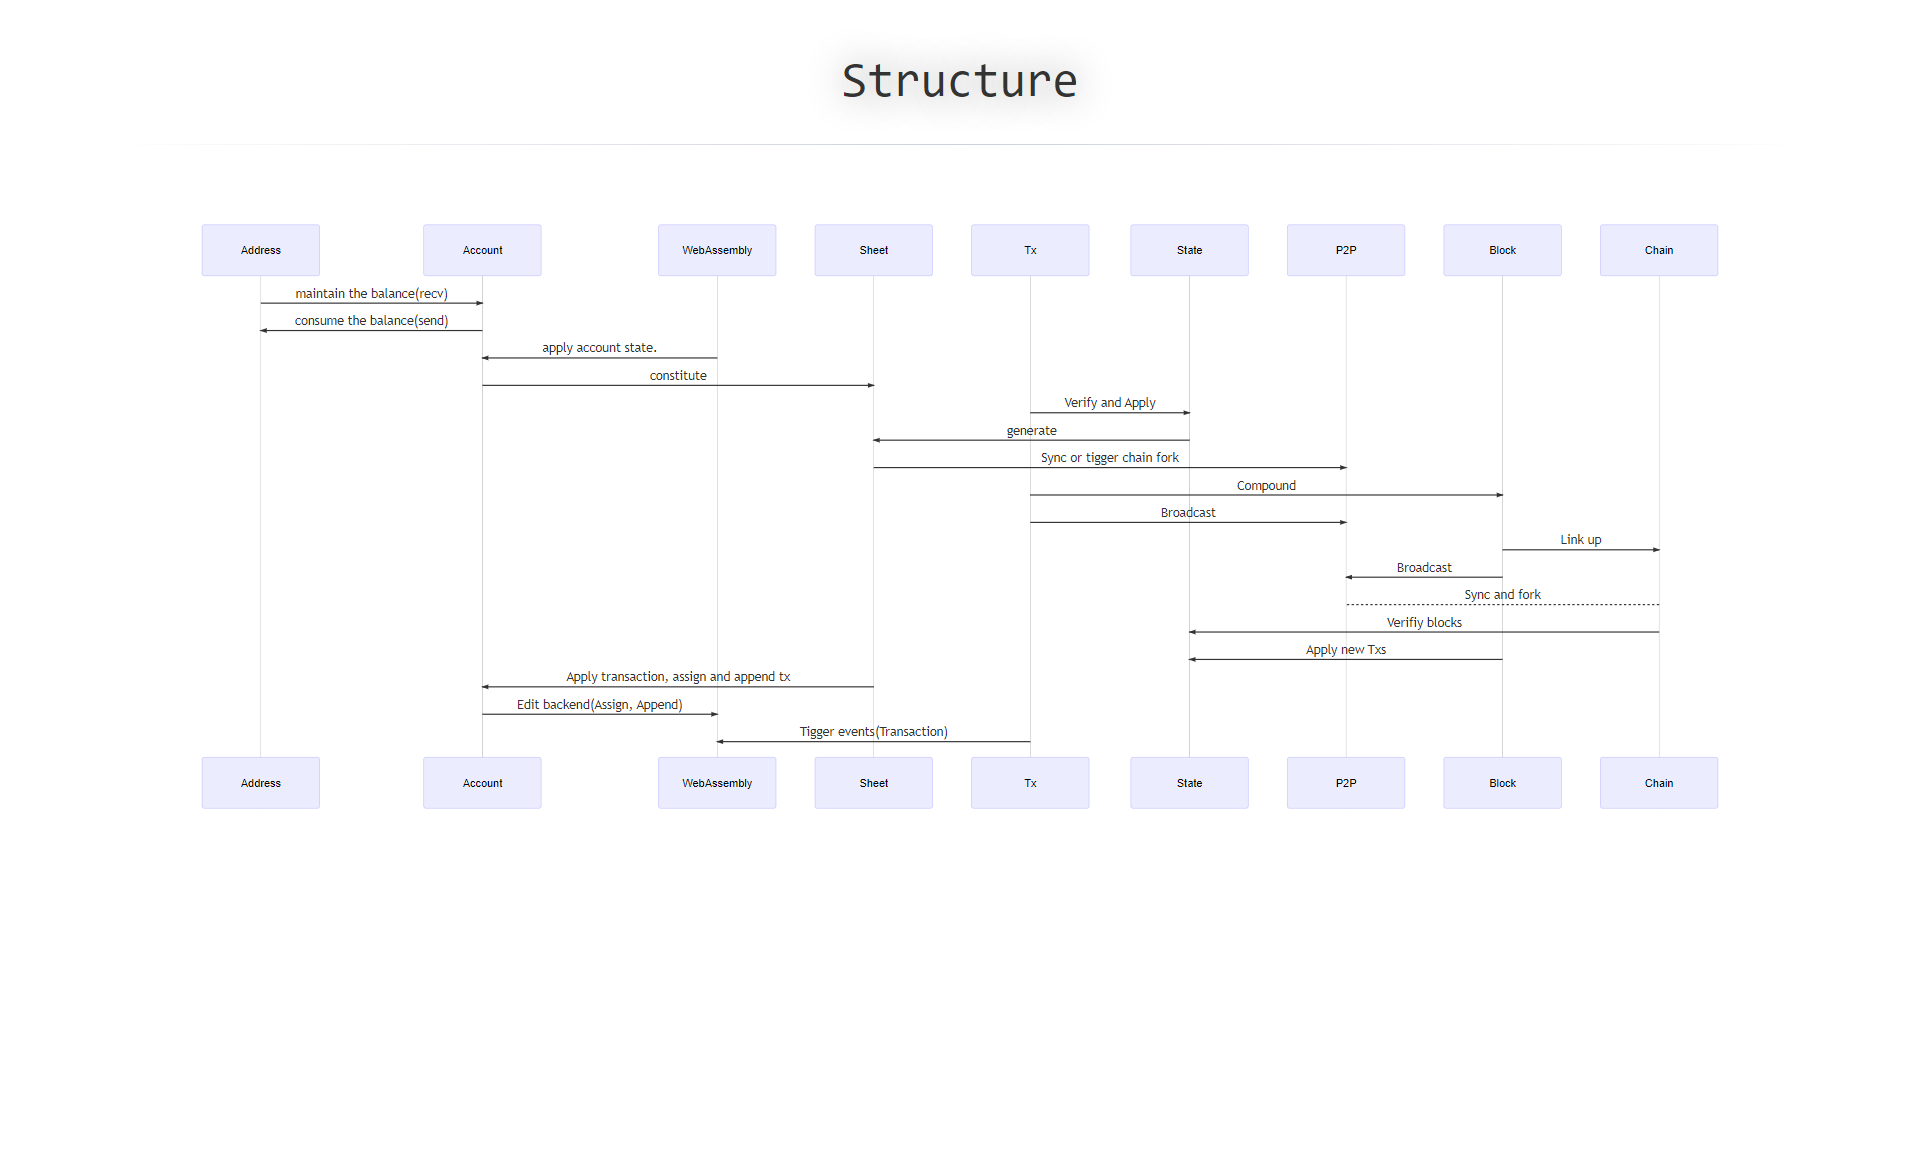 Structure
Address Account WebAssembly Sheet Tx State P2P Block Chain
maintain the balance(recv)
consume the balance(send)
apply account state.
constitute
Verify and Apply
generate
Sync or tigger chain fork
Compound
Broadcast
Link up
Broadcast
Sync and fork
Verifiy blocks
Apply new Txs
Apply transaction, assign and append tx
Edit backend(Assign, Append)
Tigger events(Transaction)
Address Account WebAssembly Sheet Tx State P2P Block Chain